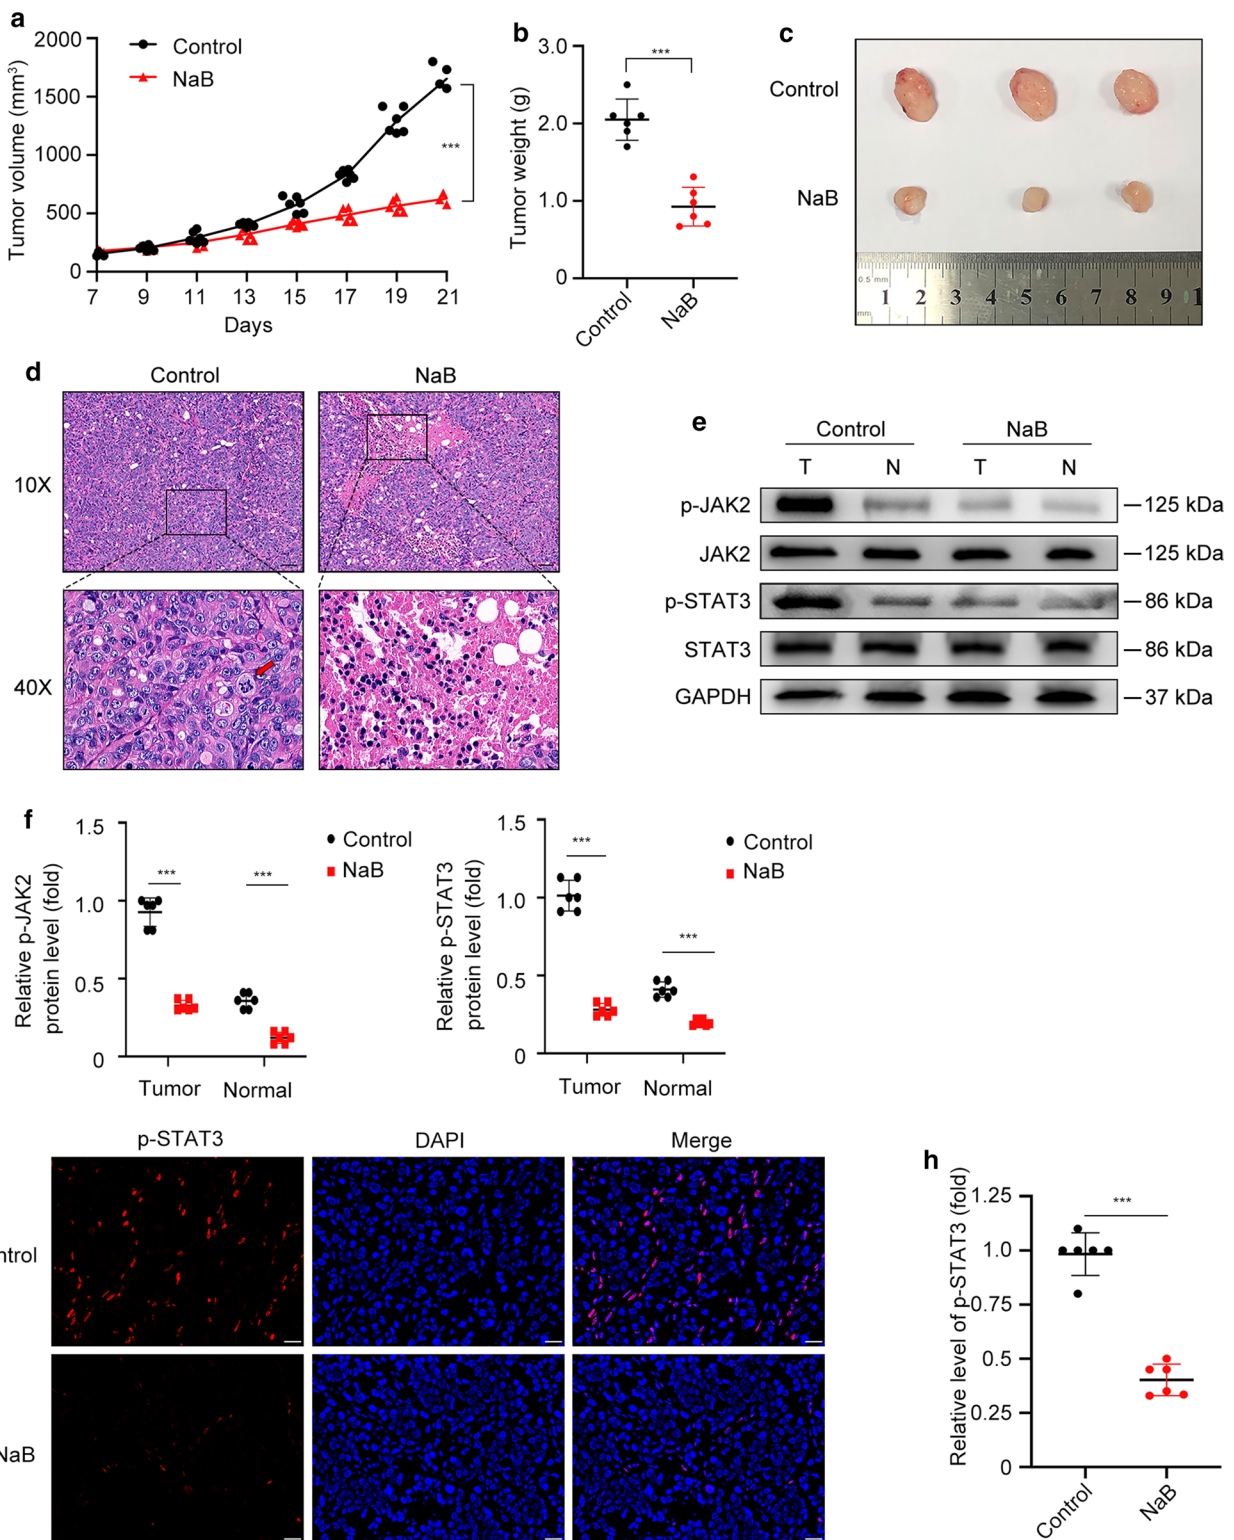 a
2000
1500
1000
500
0
Tumor volume (mm³)
Control
NaB
***
7 9 11 13 15 17 19 21
Days
b
3.0
2.0
1.0
0
Tumor weight (g)
***
Control
NaB
c
Control
NaB
0.5 mm
1 2 3 4 5 6 7 8 9 1
mm
d
Control NaB
10X
40X
e
Control NaB
T N T N
p-JAK2 125 kDa
JAK2 125 kDa
p-STAT3 86 kDa
STAT3 86 kDa
GAPDH 37 kDa
f
1.5
1.0
0.5
0
Relative p-JAK2
protein level (fold)
***
***
Control
NaB
Tumor Normal
1.5
1.0
0.5
0
Relative p-STAT3
protein level (fold)
***
***
Control
NaB
Tumor Normal
p-STAT3 DAPI Merge
ntrol
NaB
h
1.25
1.0
0.75
0.5
0.25
0
Relative level of p-STAT3 (fold)
***
Control
NaB